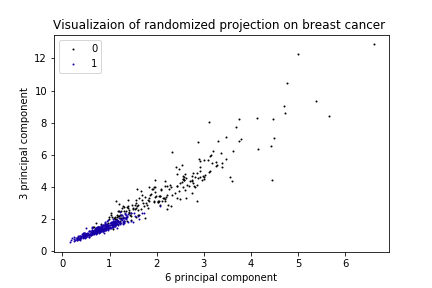 Visualizaion of randomized projection on breast cancer
0
1
12
10
8
6
4
2
0
3 principal component
0 1 2 3 4 5 6
6 principal component